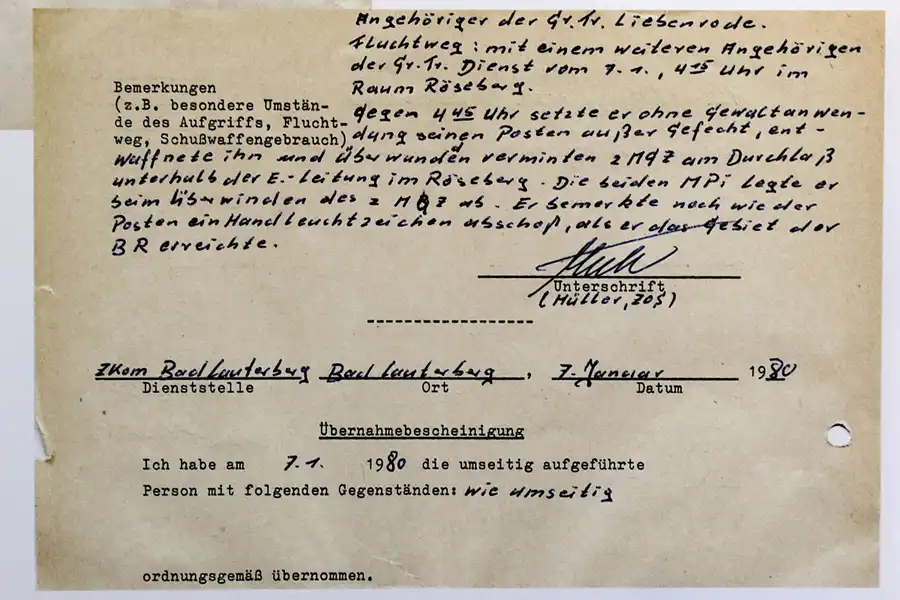 Angehöriger der Gr.Tr. Liebenrode.
Fluchtweg: mit einem weiteren Angehörigen
der Gr.Tr. Dienst vom 7.1., 4 15 Uhr im
Raum Röseberg.
Bemerkungen
(z.B. besondere Umstän-
de des Aufgriffs, Flucht-
weg, Schußwaffengebrauch)
gegen 4 45 Uhr setzte er ohne Gewaltanwen-
dung seinen Posten außer Gefecht, ent-
waffnete ihn und überwand den verminten 2 MGZ am Durchlaß
unterhalb der E.-Leitung im Röseberg. Die beiden MPi legte er
beim Überwinden des 2 MGZ ab. Er bemerkte noch wie der
Posten ein Handleuchtzeichen abschoß, als er das Gebiet der
BR erreichte.
Unterschrift
(Müller, ZOS)
ZKom Bad Lauterberg Bad Lauterberg, 7. Januar 1980
Dienststelle Ort Datum
Übernahmebescheinigung
Ich habe am 7.1. 1980 die umseitig aufgeführte
Person mit folgenden Gegenständen: wie umseitig
ordnungsgemäß übernommen.